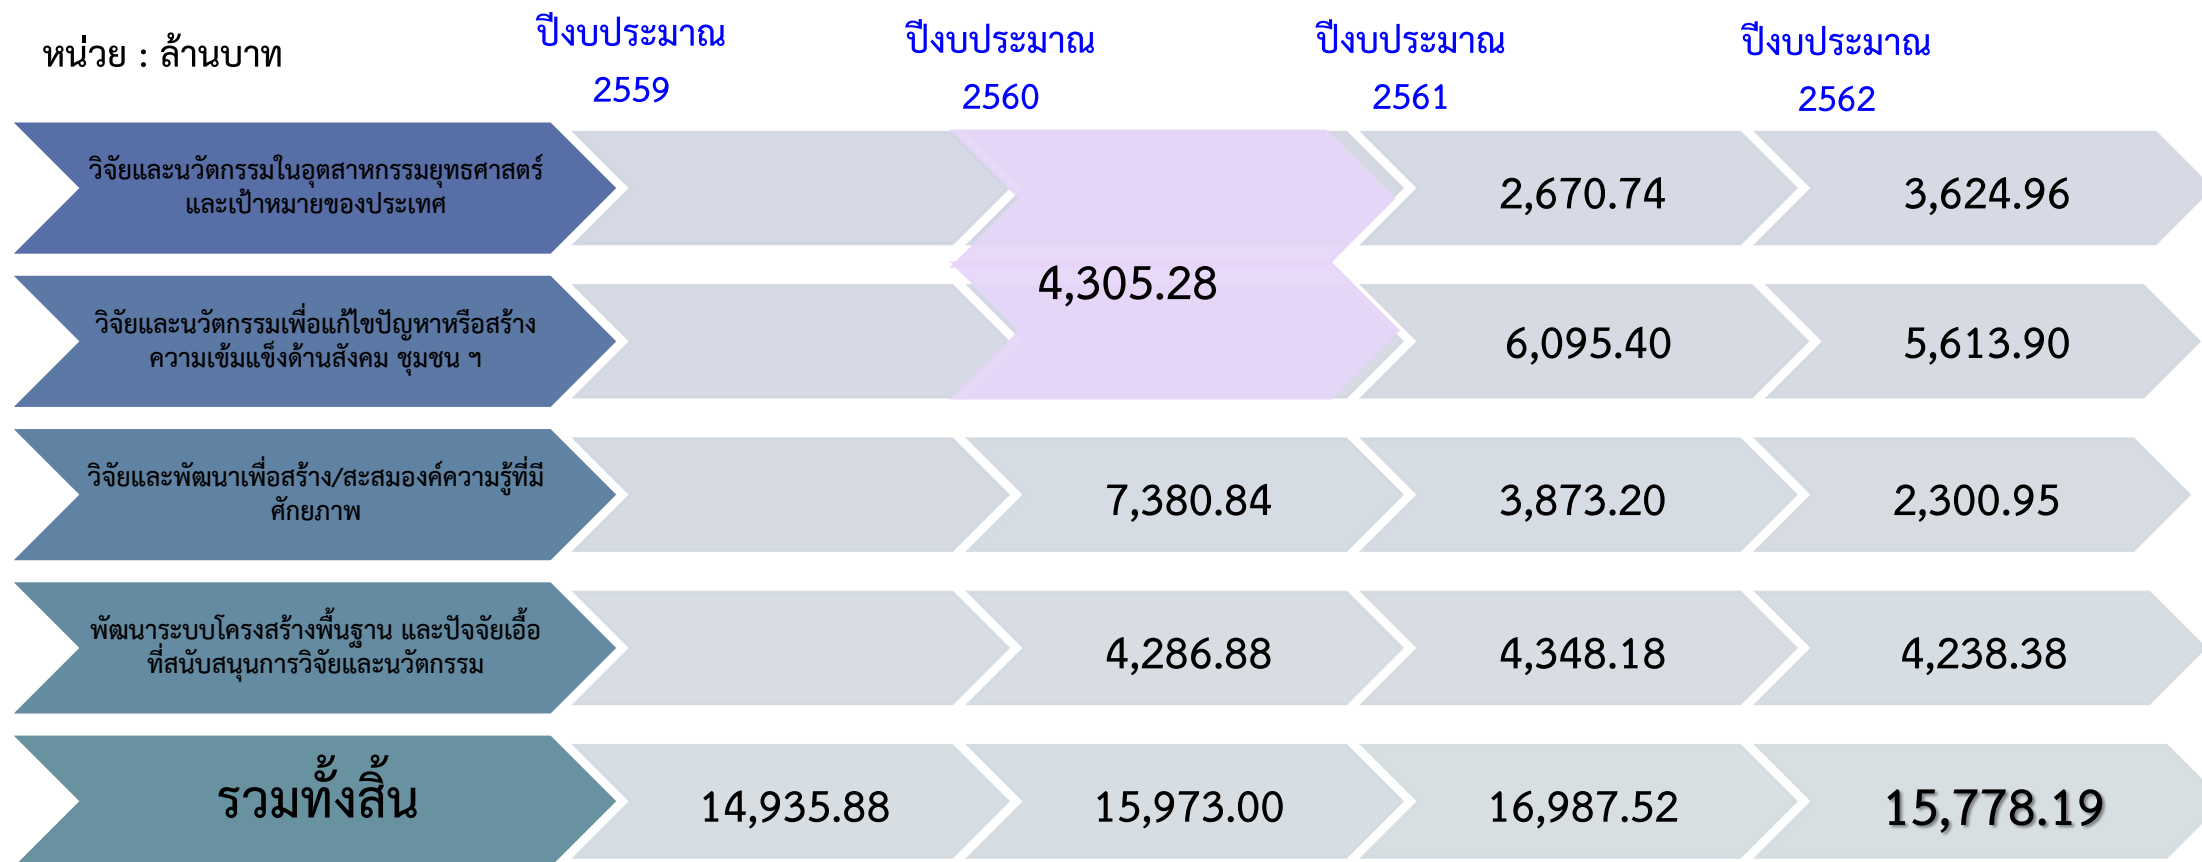 หน่วย : ล้านบาท
ปีงบประมาณ
2559
ปีงบประมาณ
2560
ปีงบประมาณ
2561
ปีงบประมาณ
2562
วิจัยและนวัตกรรมในอุตสาหกรรมยุทธศาสตร์
และเป้าหมายของประเทศ
2,670.74
3,624.96
4,305.28
วิจัยและนวัตกรรมเพื่อแก้ไขปัญหาหรือสร้าง
ความเข้มแข็งด้านสังคม ชุมชน ฯ
6,095.40
5,613.90
วิจัยและพัฒนาเพื่อสร้าง/สะสมองค์ความรู้ที่มี
ศักยภาพ
7,380.84
3,873.20
2,300.95
พัฒนาระบบโครงสร้างพื้นฐาน และปัจจัยเอื้อ
ที่สนับสนุนการวิจัยและนวัตกรรม
4,286.88
4,348.18
4,238.38
รวมทั้งสิ้น
14,935.88
15,973.00
16,987.52
15,778.19